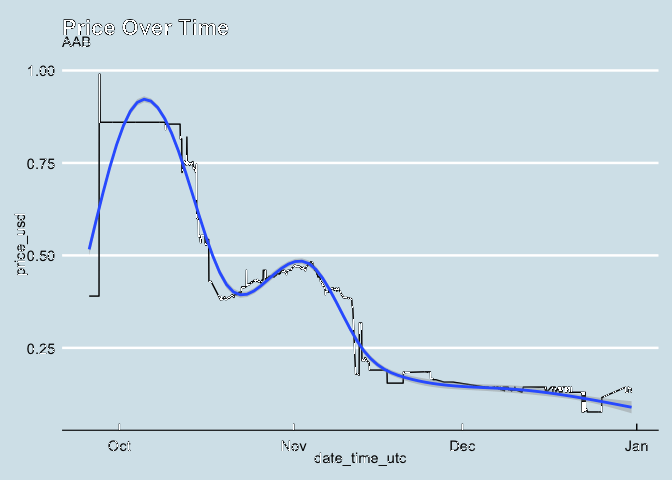 Price Over Time
AAB
1.00
0.75
0.50
0.25
price_usd
Oct Nov Dec Jan
date_time_utc